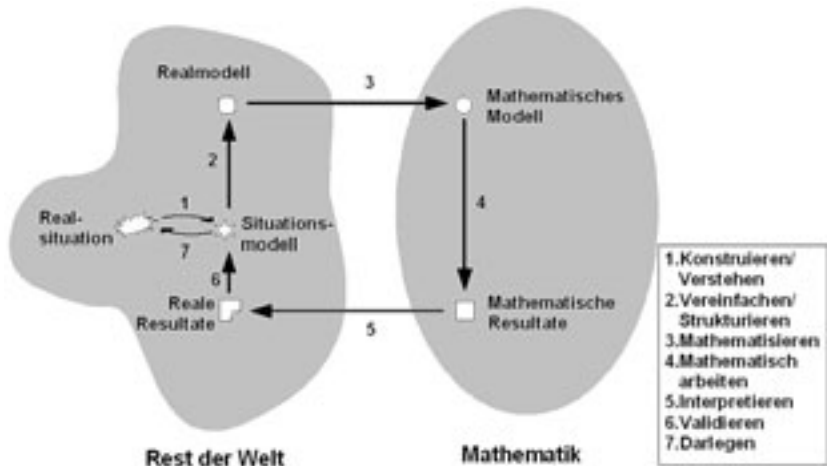 Realmodell
3
Mathematisches
Modell
2
4
1
Real-
situation
Situations-
modell
7
6
Reale
Resultate
Mathematische
Resultate
5
1.Konstruieren/
Verstehen
2.Vereinfachen/
Strukturieren
3.Mathematisieren
4.Mathematisch
arbeiten
5.Interpretieren
6.Validieren
7.Darlegen
Rest der Welt
Mathematik